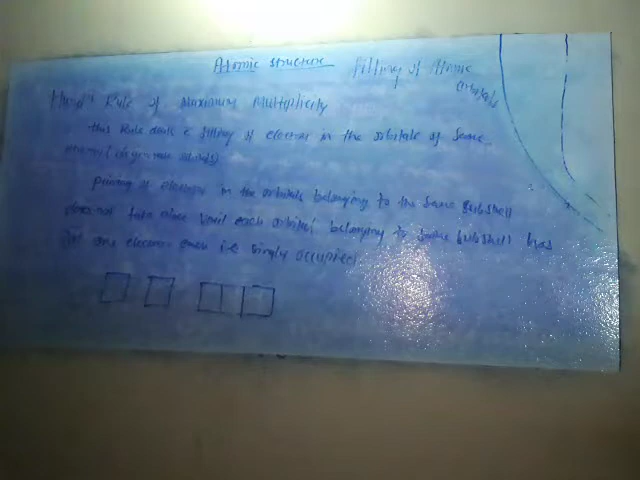 Atomic structure Filling of Atomic
orbitals
Hund's Rule of Maximum Multiplicity
this Rule deals c filling of electron in the orbitals of same
energy (degenerate orbitals)
pairing of electron in the orbitals belonging to the same subshell
does not take place until each orbital belonging to same subshell has
got one electron each i.e singly occupied